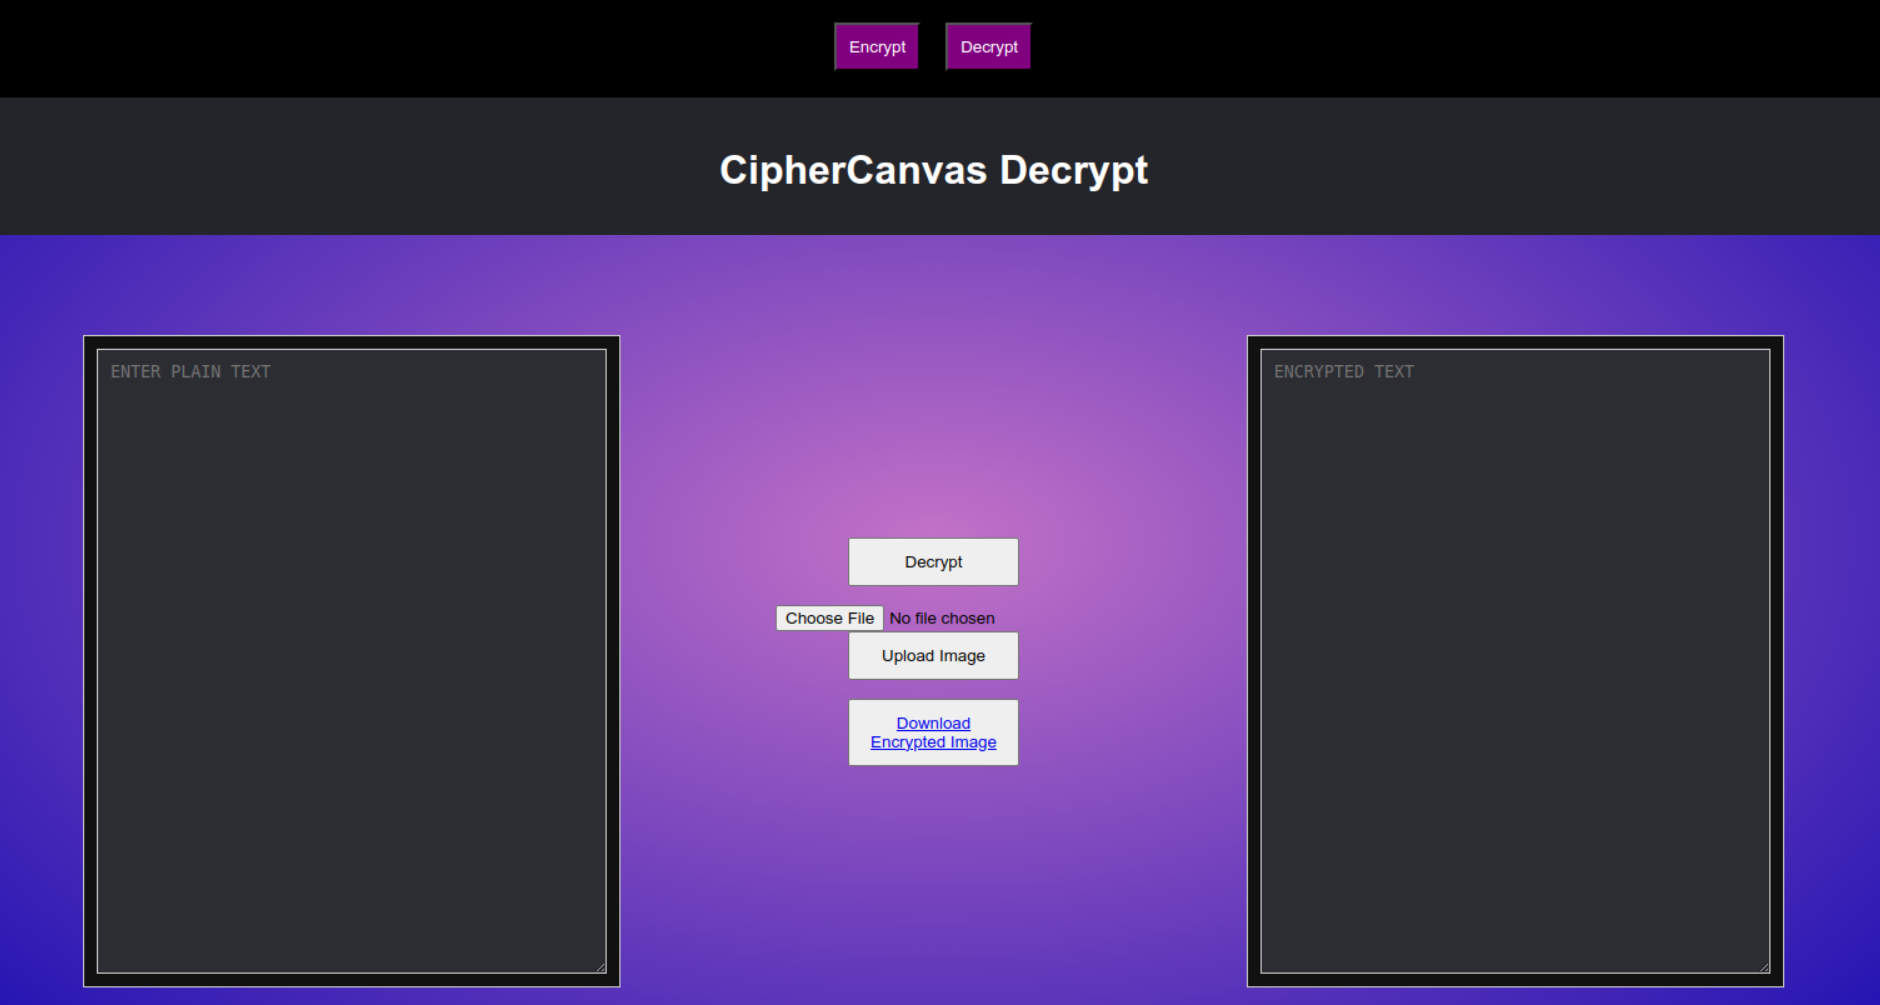 Encrypt
Decrypt
CipherCanvas Decrypt
ENTER PLAIN TEXT
Decrypt
Choose File No file chosen
Upload Image
Download
Encrypted Image
ENCRYPTED TEXT